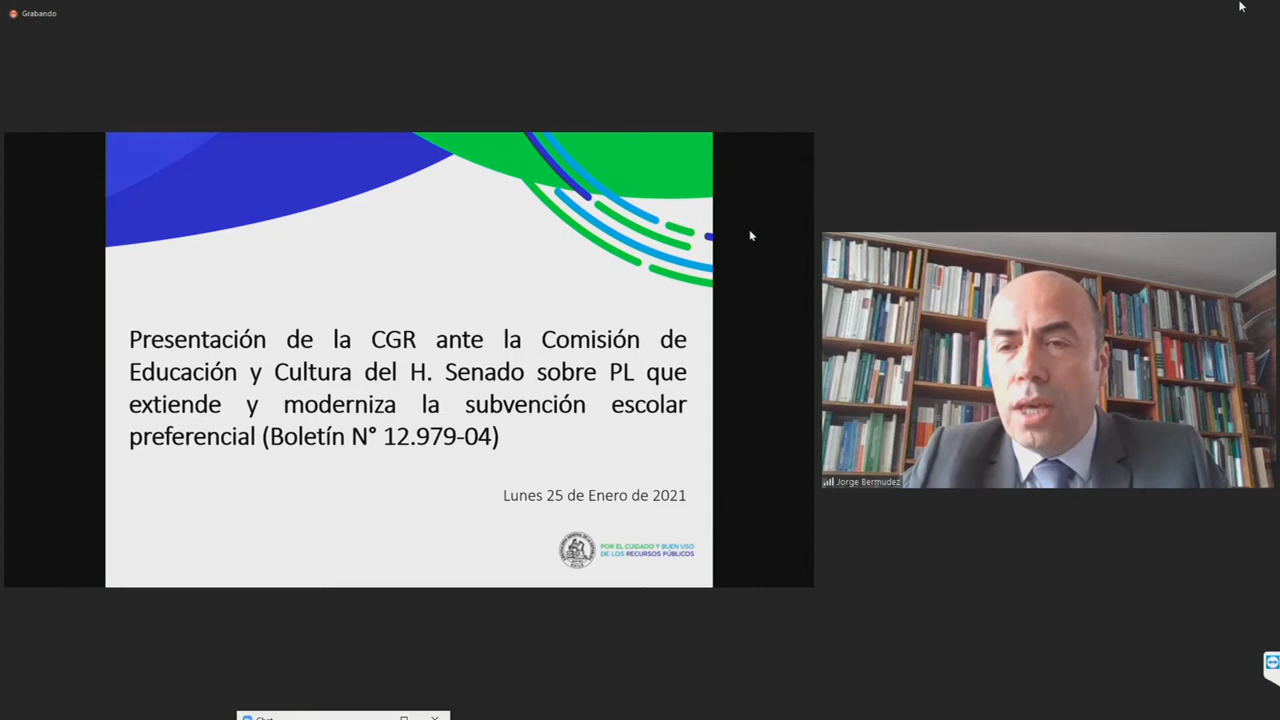 Grabando
Presentación de la CGR ante la Comisión de
Educación y Cultura del H. Senado sobre PL que
extiende y moderniza la subvención escolar
preferencial (Boletín N° 12.979-04)
Lunes 25 de Enero de 2021
POR EL CUIDADO Y BUEN USO
DE LOS RECURSOS PÚBLICOS
Jorge Bermudez